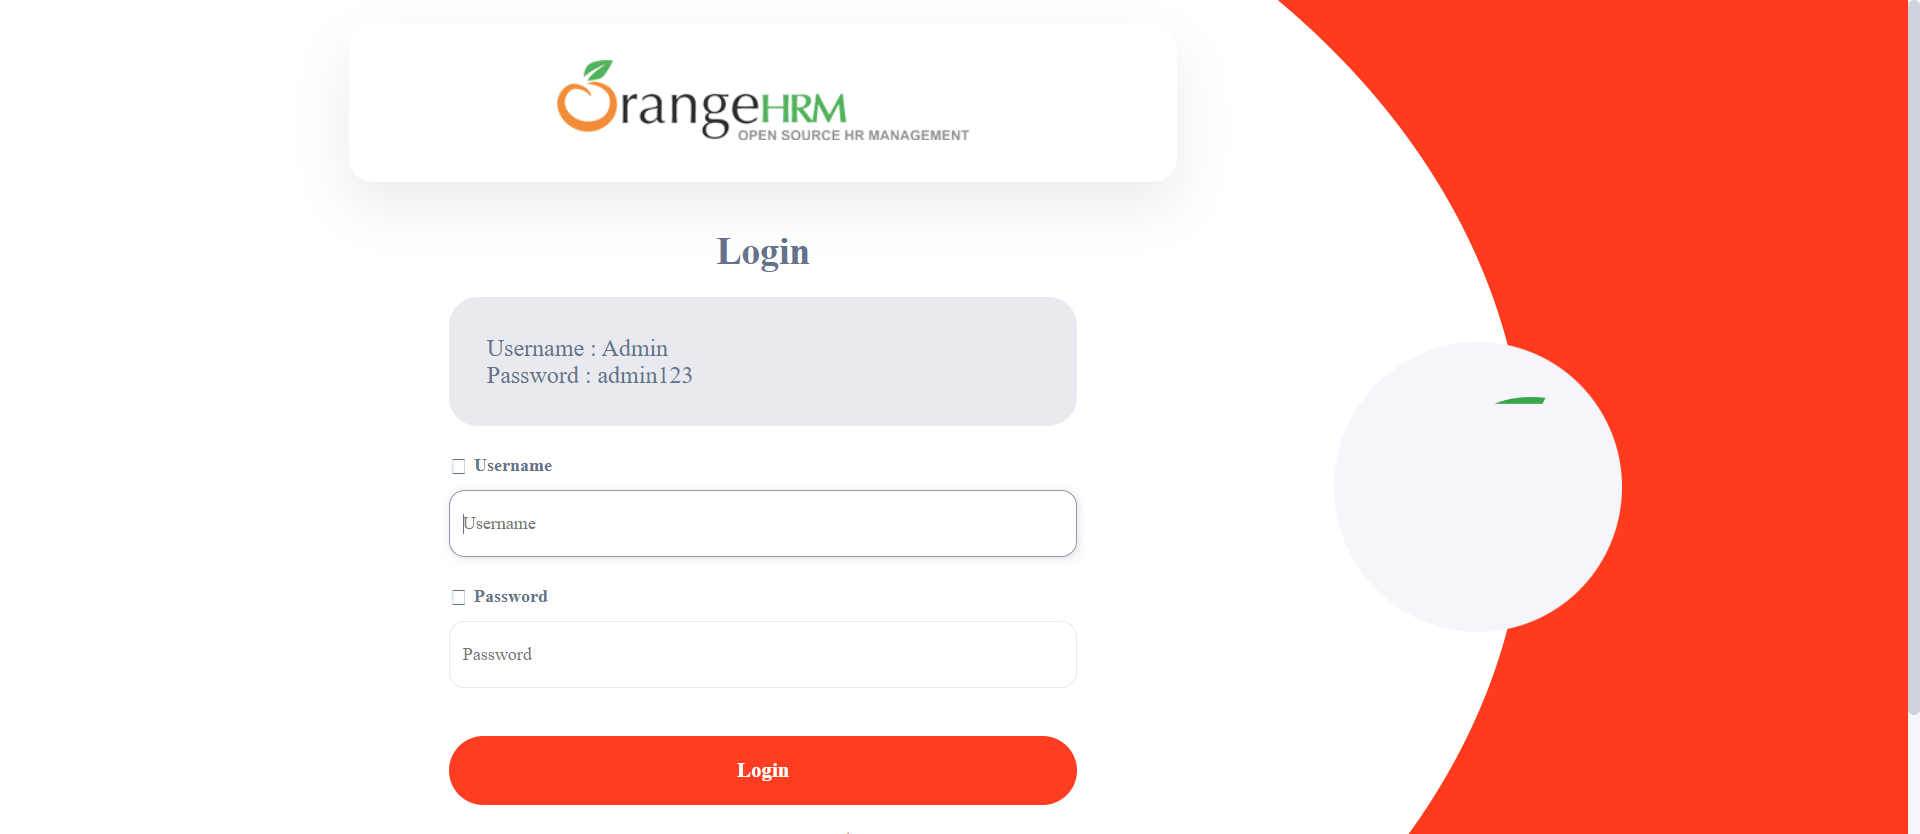 OrangeHRM
OPEN SOURCE HR MANAGEMENT
Login
Username : Admin
Password : admin123
Username
Username
Password
Password
Login